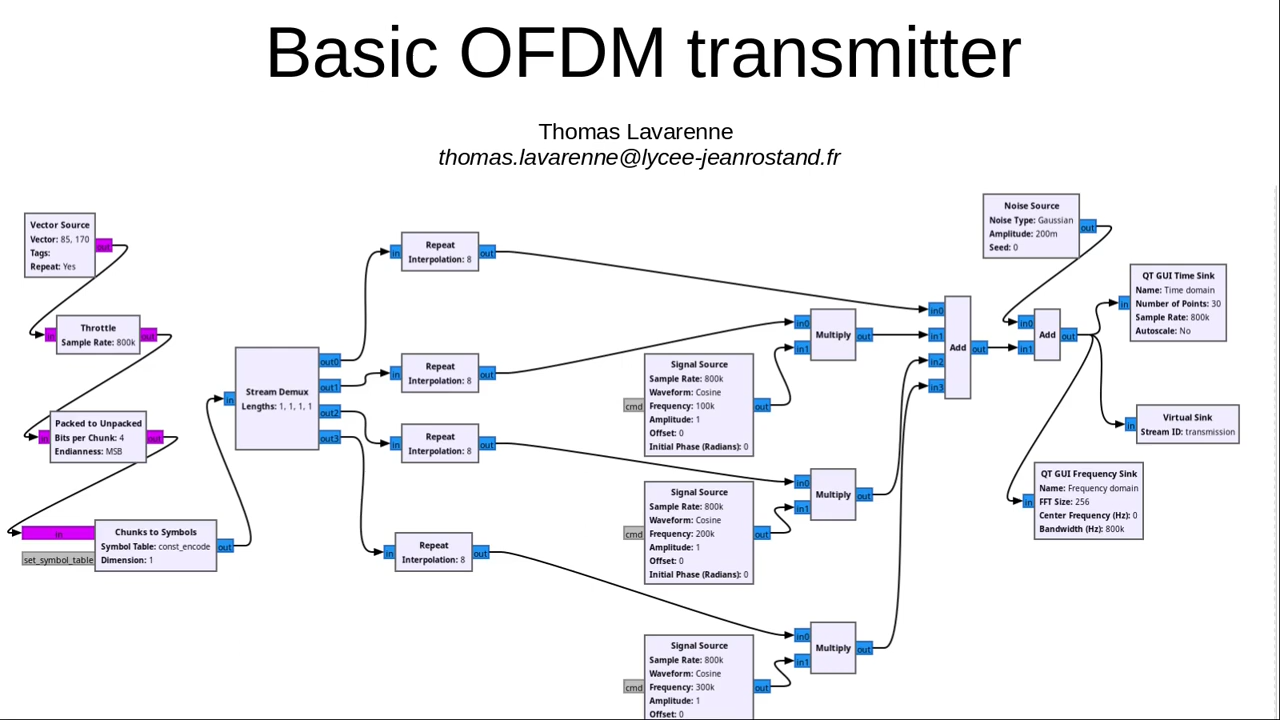 Basic OFDM transmitter
Thomas Lavarenne
thomas.lavarenne@lycee-jeanrostand.fr
Vector Source
Vector: 85, 170
Tags:
Repeat: Yes
out
Throttle
Sample Rate: 800k
in
out
Packed to Unpacked
Bits per Chunk: 4
Endianness: MSB
in
out
Chunks to Symbols
Symbol Table: const_encode
Dimension: 1
in
set_symbol_table
out
Stream Demux
Lengths: 1, 1, 1, 1
in
out0
out1
out2
out3
Repeat
Interpolation: 8
in
out
Repeat
Interpolation: 8
in
out
Repeat
Interpolation: 8
in
out
Repeat
Interpolation: 8
in
out
Signal Source
Sample Rate: 800k
Waveform: Cosine
Frequency: 100k
Amplitude: 1
Offset: 0
Initial Phase (Radians): 0
cmd
out
Signal Source
Sample Rate: 800k
Waveform: Cosine
Frequency: 200k
Amplitude: 1
Offset: 0
Initial Phase (Radians): 0
cmd
out
Signal Source
Sample Rate: 800k
Waveform: Cosine
Frequency: 300k
Amplitude: 1
Offset: 0
cmd
out
in0
in1
Multiply
out
in0
in1
Multiply
out
in0
in1
Multiply
out
in0
in1
in2
in3
Add
out
Noise Source
Noise Type: Gaussian
Amplitude: 200m
Seed: 0
out
in0
in1
Add
out
QT GUI Time Sink
Name: Time domain
Number of Points: 30
Sample Rate: 800k
Autoscale: No
in
Virtual Sink
Stream ID: transmission
in
QT GUI Frequency Sink
Name: Frequency domain
FFT Size: 256
Center Frequency (Hz): 0
Bandwidth (Hz): 800k
in